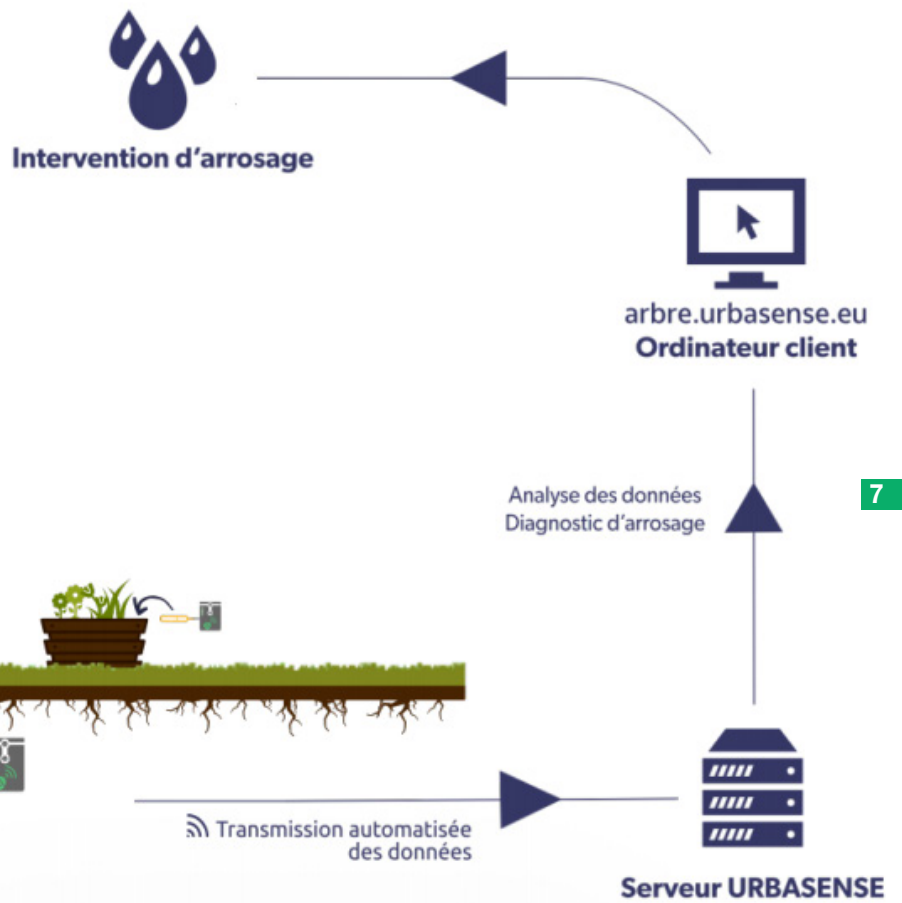 Intervention d'arrosage
arbre.urbasense.eu
Ordinateur client
Analyse des données
Diagnostic d'arrosage
7
Transmission automatisée
des données
Serveur URBASENSE